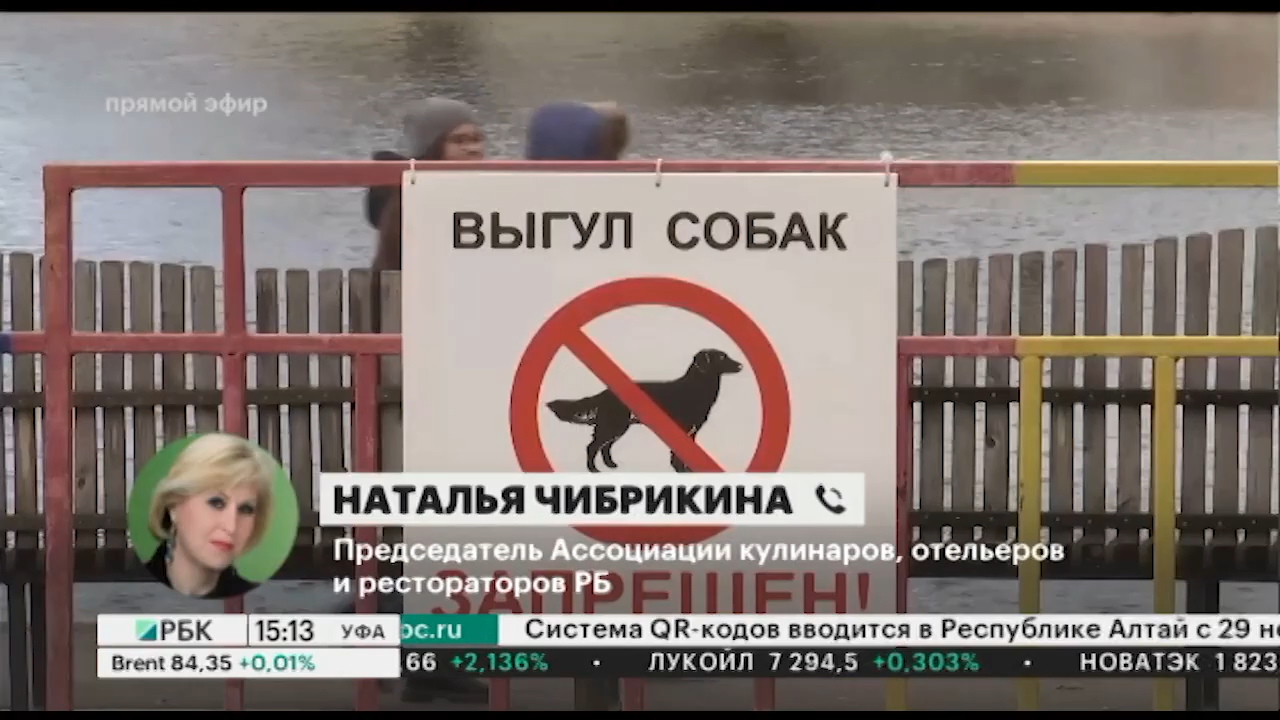 прямой эфир
ВЫГУЛ СОБАК
НАТАЛЬЯ ЧИБРИКИНА
Председатель Ассоциации кулинаров, отельеров
и рестораторов РБ
ЗАПРЕЩЕН!
РБК 15:13 УФА
bc.ru Система QR-кодов вводится в Республике Алтай с 29 но
Brent 84,35 +0,01%
,66 +2,136% • ЛУКОЙЛ 7 294,5 +0,303% • НОВАТЭК 1 823